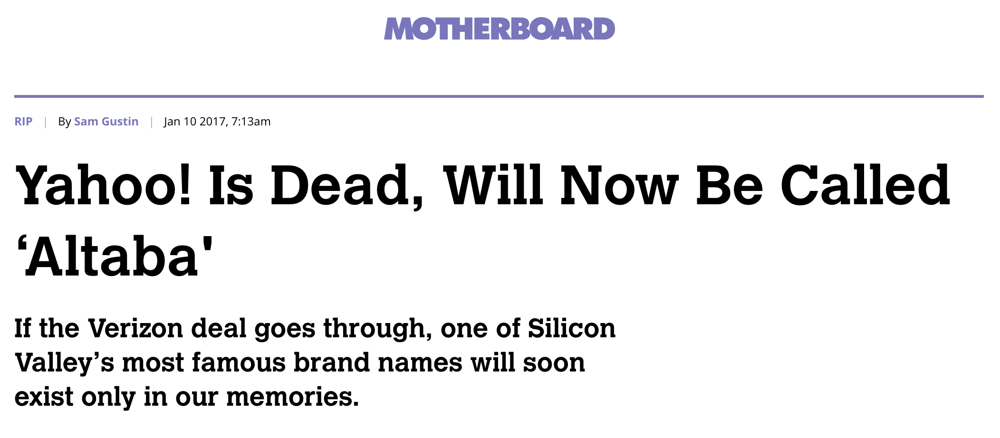 MOTHERBOARD
RIP | By Sam Gustin | Jan 10 2017, 7:13am
Yahoo! Is Dead, Will Now Be Called
‘Altaba'
If the Verizon deal goes through, one of Silicon
Valley’s most famous brand names will soon
exist only in our memories.